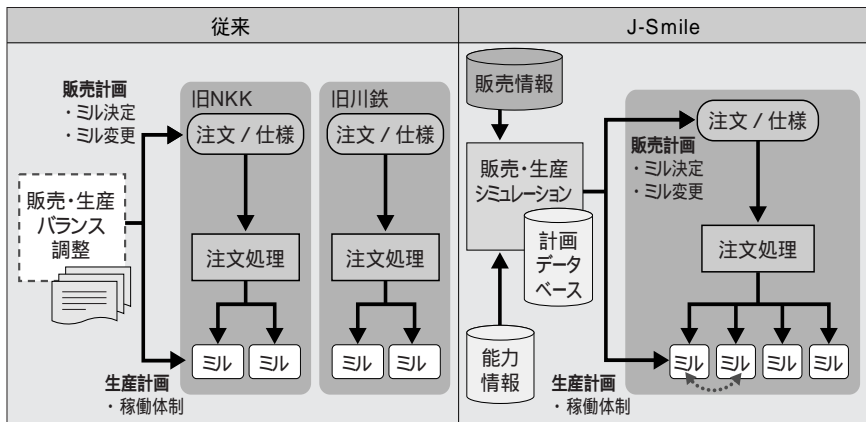 従来
販売計画
・ミル決定
・ミル変更
販売・生産
バランス
調整
生産計画
・稼働体制
旧NKK
注文/仕様
注文処理
ミル
ミル
旧川鉄
注文/仕様
注文処理
ミル
ミル
J-Smile
販売情報
販売・生産
シミュレーション
計画
データ
ベース
能力
情報
注文/仕様
販売計画
・ミル決定
・ミル変更
注文処理
ミル
ミル
ミル
ミル
生産計画
・稼働体制